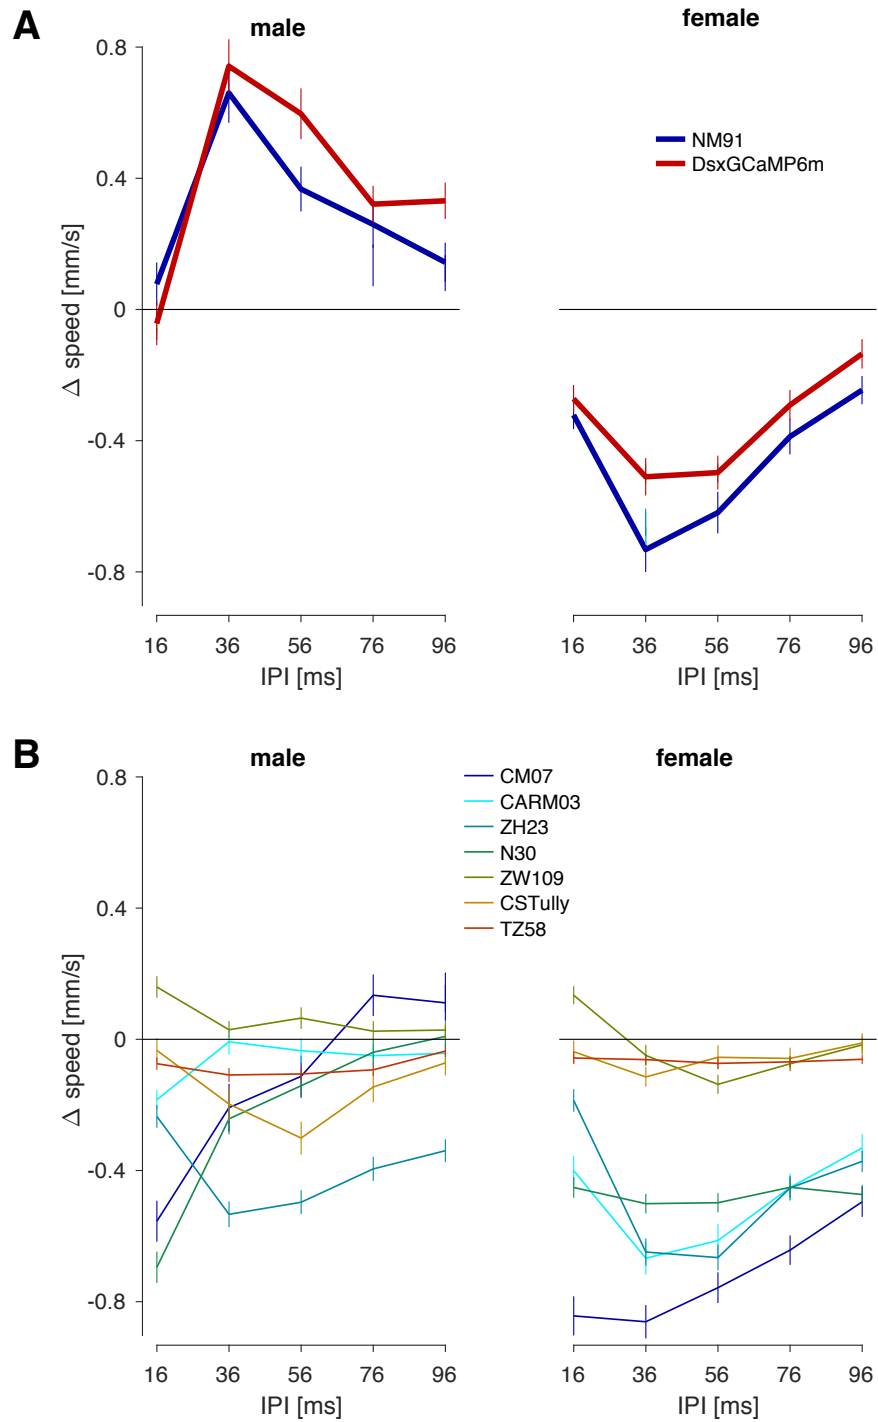 A
male
female
0.8
0.4
0
-0.4
-0.8
Δ speed [mm/s]
NM91
DsxGCaMP6m
16 36 56 76 96
IPI [ms]
16 36 56 76 96
IPI [ms]
B
male
female
0.8
0.4
0
-0.4
-0.8
Δ speed [mm/s]
CM07
CARM03
ZH23
N30
ZW109
CSTully
TZ58
16 36 56 76 96
IPI [ms]
16 36 56 76 96
IPI [ms]